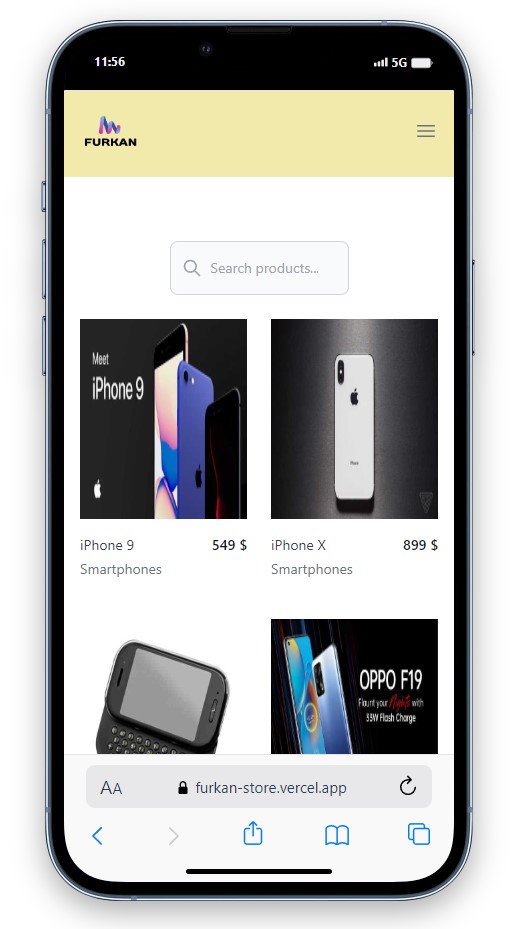 11:56
5G
FURKAN
Search products...
Meet
iPhone 9
iPhone
iPhone 9
549 $
Smartphones
iPhone X
899 $
Smartphones
OPPO F19
Flaunt your Nights with
33W Flash Charge
AA
furkan-store.vercel.app